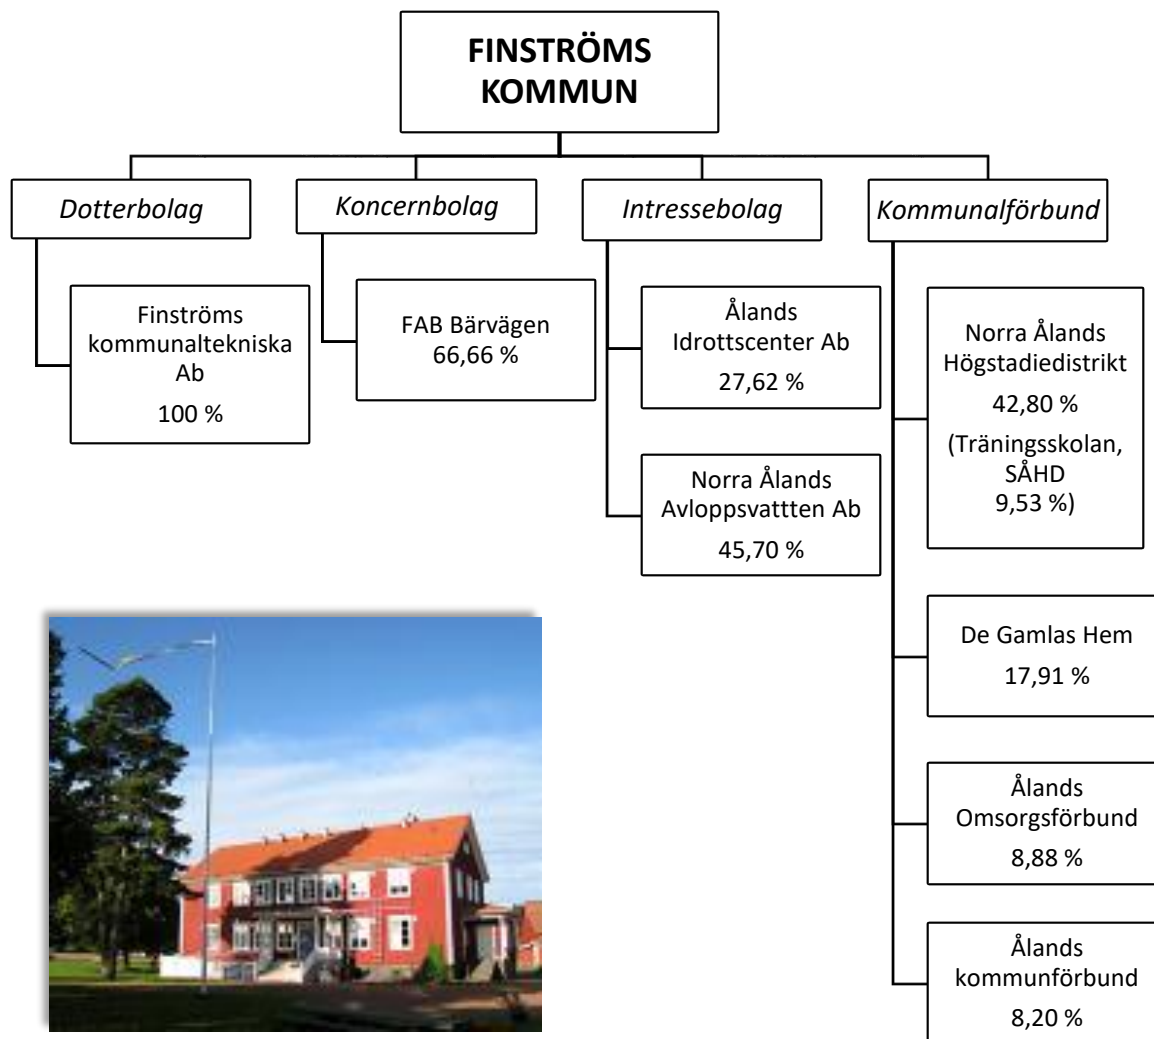 FINSTRÖMS
KOMMUN
Dotterbolag
Finströms
kommunaltekniska
Ab
100 %
Koncernbolag
FAB Bärvägen
66,66 %
Intressebolag
Ålands
Idrottscenter Ab
27,62 %
Norra Ålands
Avloppsvattten Ab
45,70 %
Kommunalförbund
Norra Ålands
Högstadiedistrikt
42,80 %
(Träningsskolan,
SÅHD
9,53 %)
De Gamlas Hem
17,91 %
Ålands
Omsorgsförbund
8,88 %
Ålands
kommunförbund
8,20 %